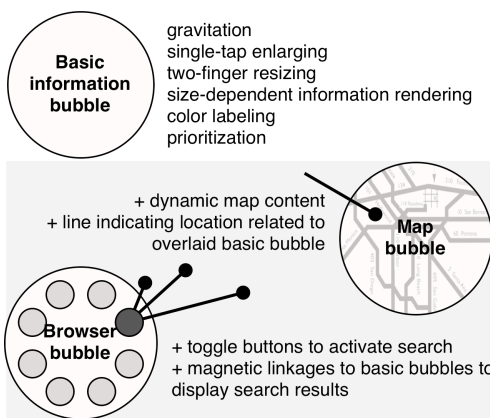 Basic
information
bubble
gravitation
single-tap enlarging
two-finger resizing
size-dependent information rendering
color labeling
prioritization
+ dynamic map content
+ line indicating location related to
overlaid basic bubble
Map
bubble
Browser
bubble
+ toggle buttons to activate search
+ magnetic linkages to basic bubbles to
display search results